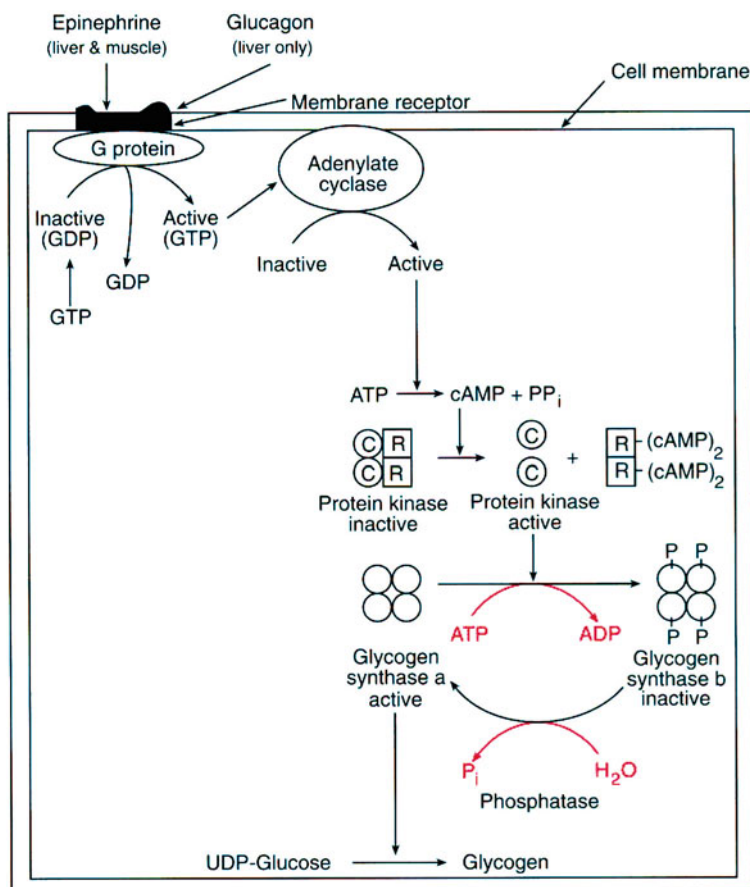 Epinephrine
(liver & muscle)
Glucagon
(liver only)
Cell membrane
Membrane receptor
G protein
Adenylate
cyclase
Inactive
(GDP)
Active
(GTP)
GDP
GTP
Inactive
Active
ATP
cAMP + PPi
C R
C R
C
C
+
R (cAMP)2
R (cAMP)2
Protein kinase
inactive
Protein kinase
active
P P
P P
ATP
ADP
Glycogen
synthase a
active
Glycogen
synthase b
inactive
Pi
H2O
Phosphatase
UDP-Glucose
Glycogen